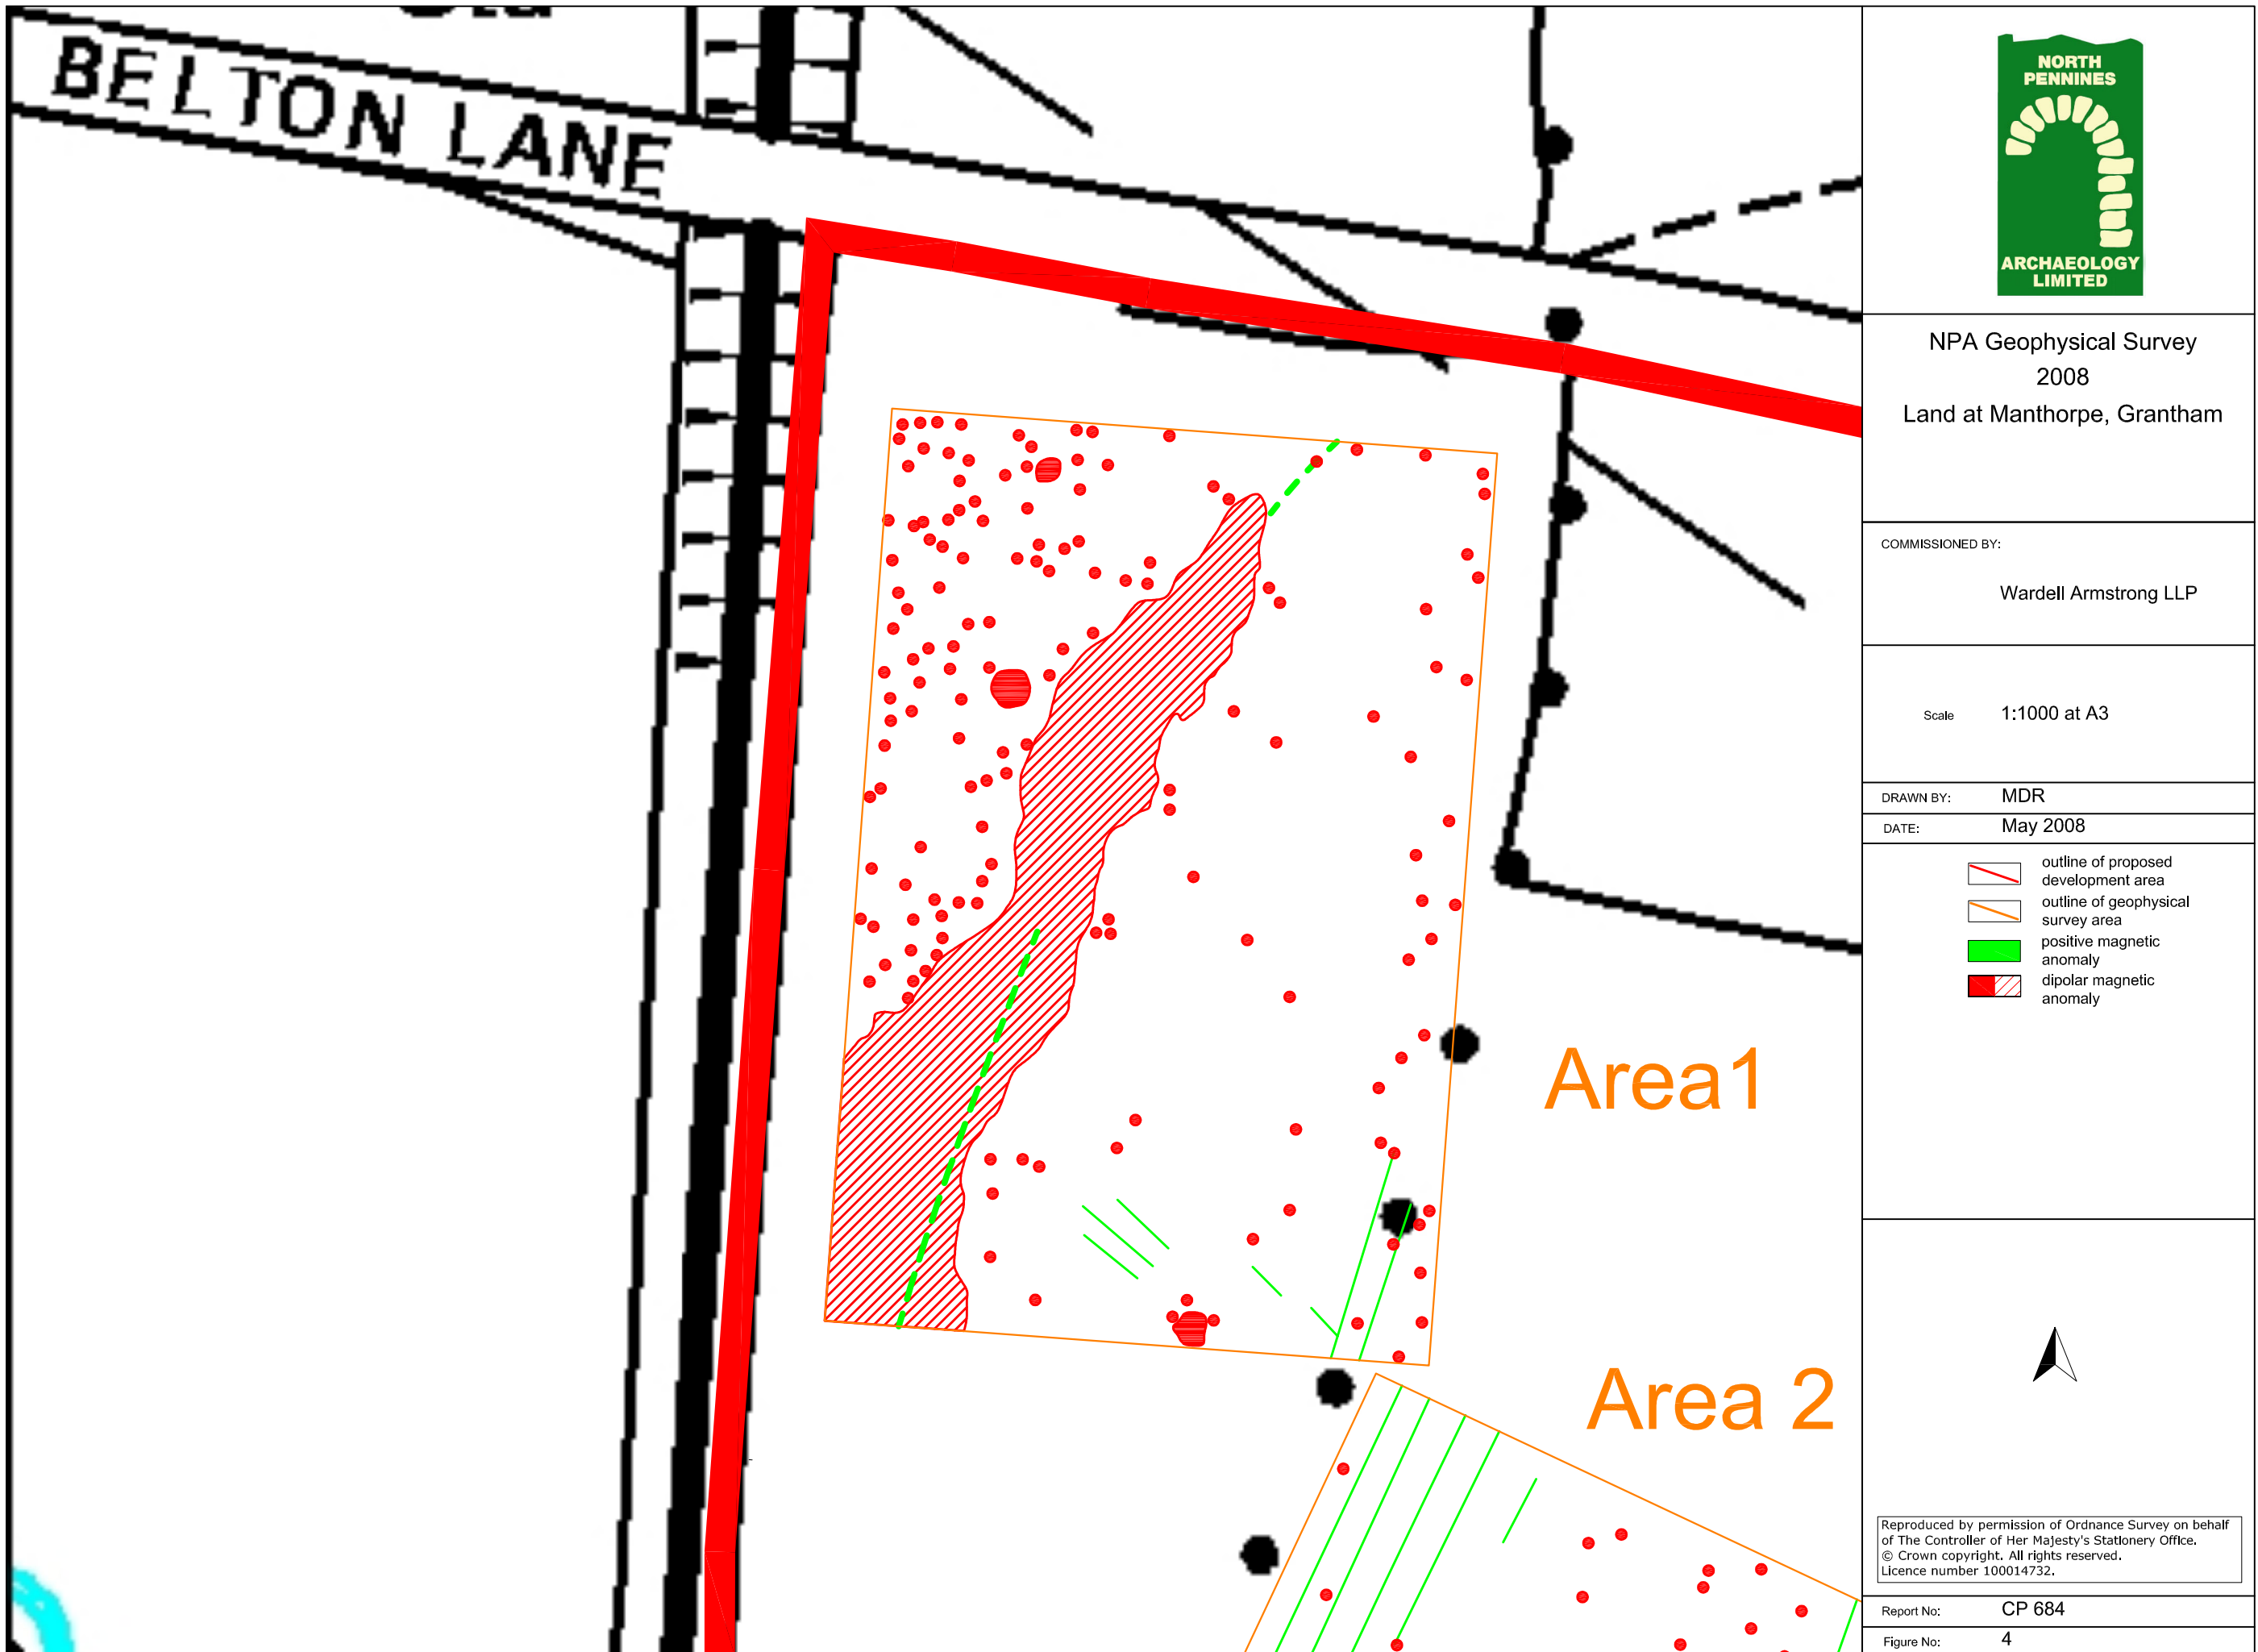 BELTON LANE
Area1
Area 2
NORTH
PENNINES
ARCHAEOLOGY
LIMITED
NPA Geophysical Survey
2008
Land at Manthorpe, Grantham
COMMISSIONED BY:
Wardell Armstrong LLP
Scale 1:1000 at A3
DRAWN BY: MDR
DATE: May 2008
outline of proposed
development area
outline of geophysical
survey area
positive magnetic
anomaly
dipolar magnetic
anomaly
Reproduced by permission of Ordnance Survey on behalf
of The Controller of Her Majesty's Stationery Office.
© Crown copyright. All rights reserved.
Licence number 100014732.
Report No: CP 684
Figure No: 4